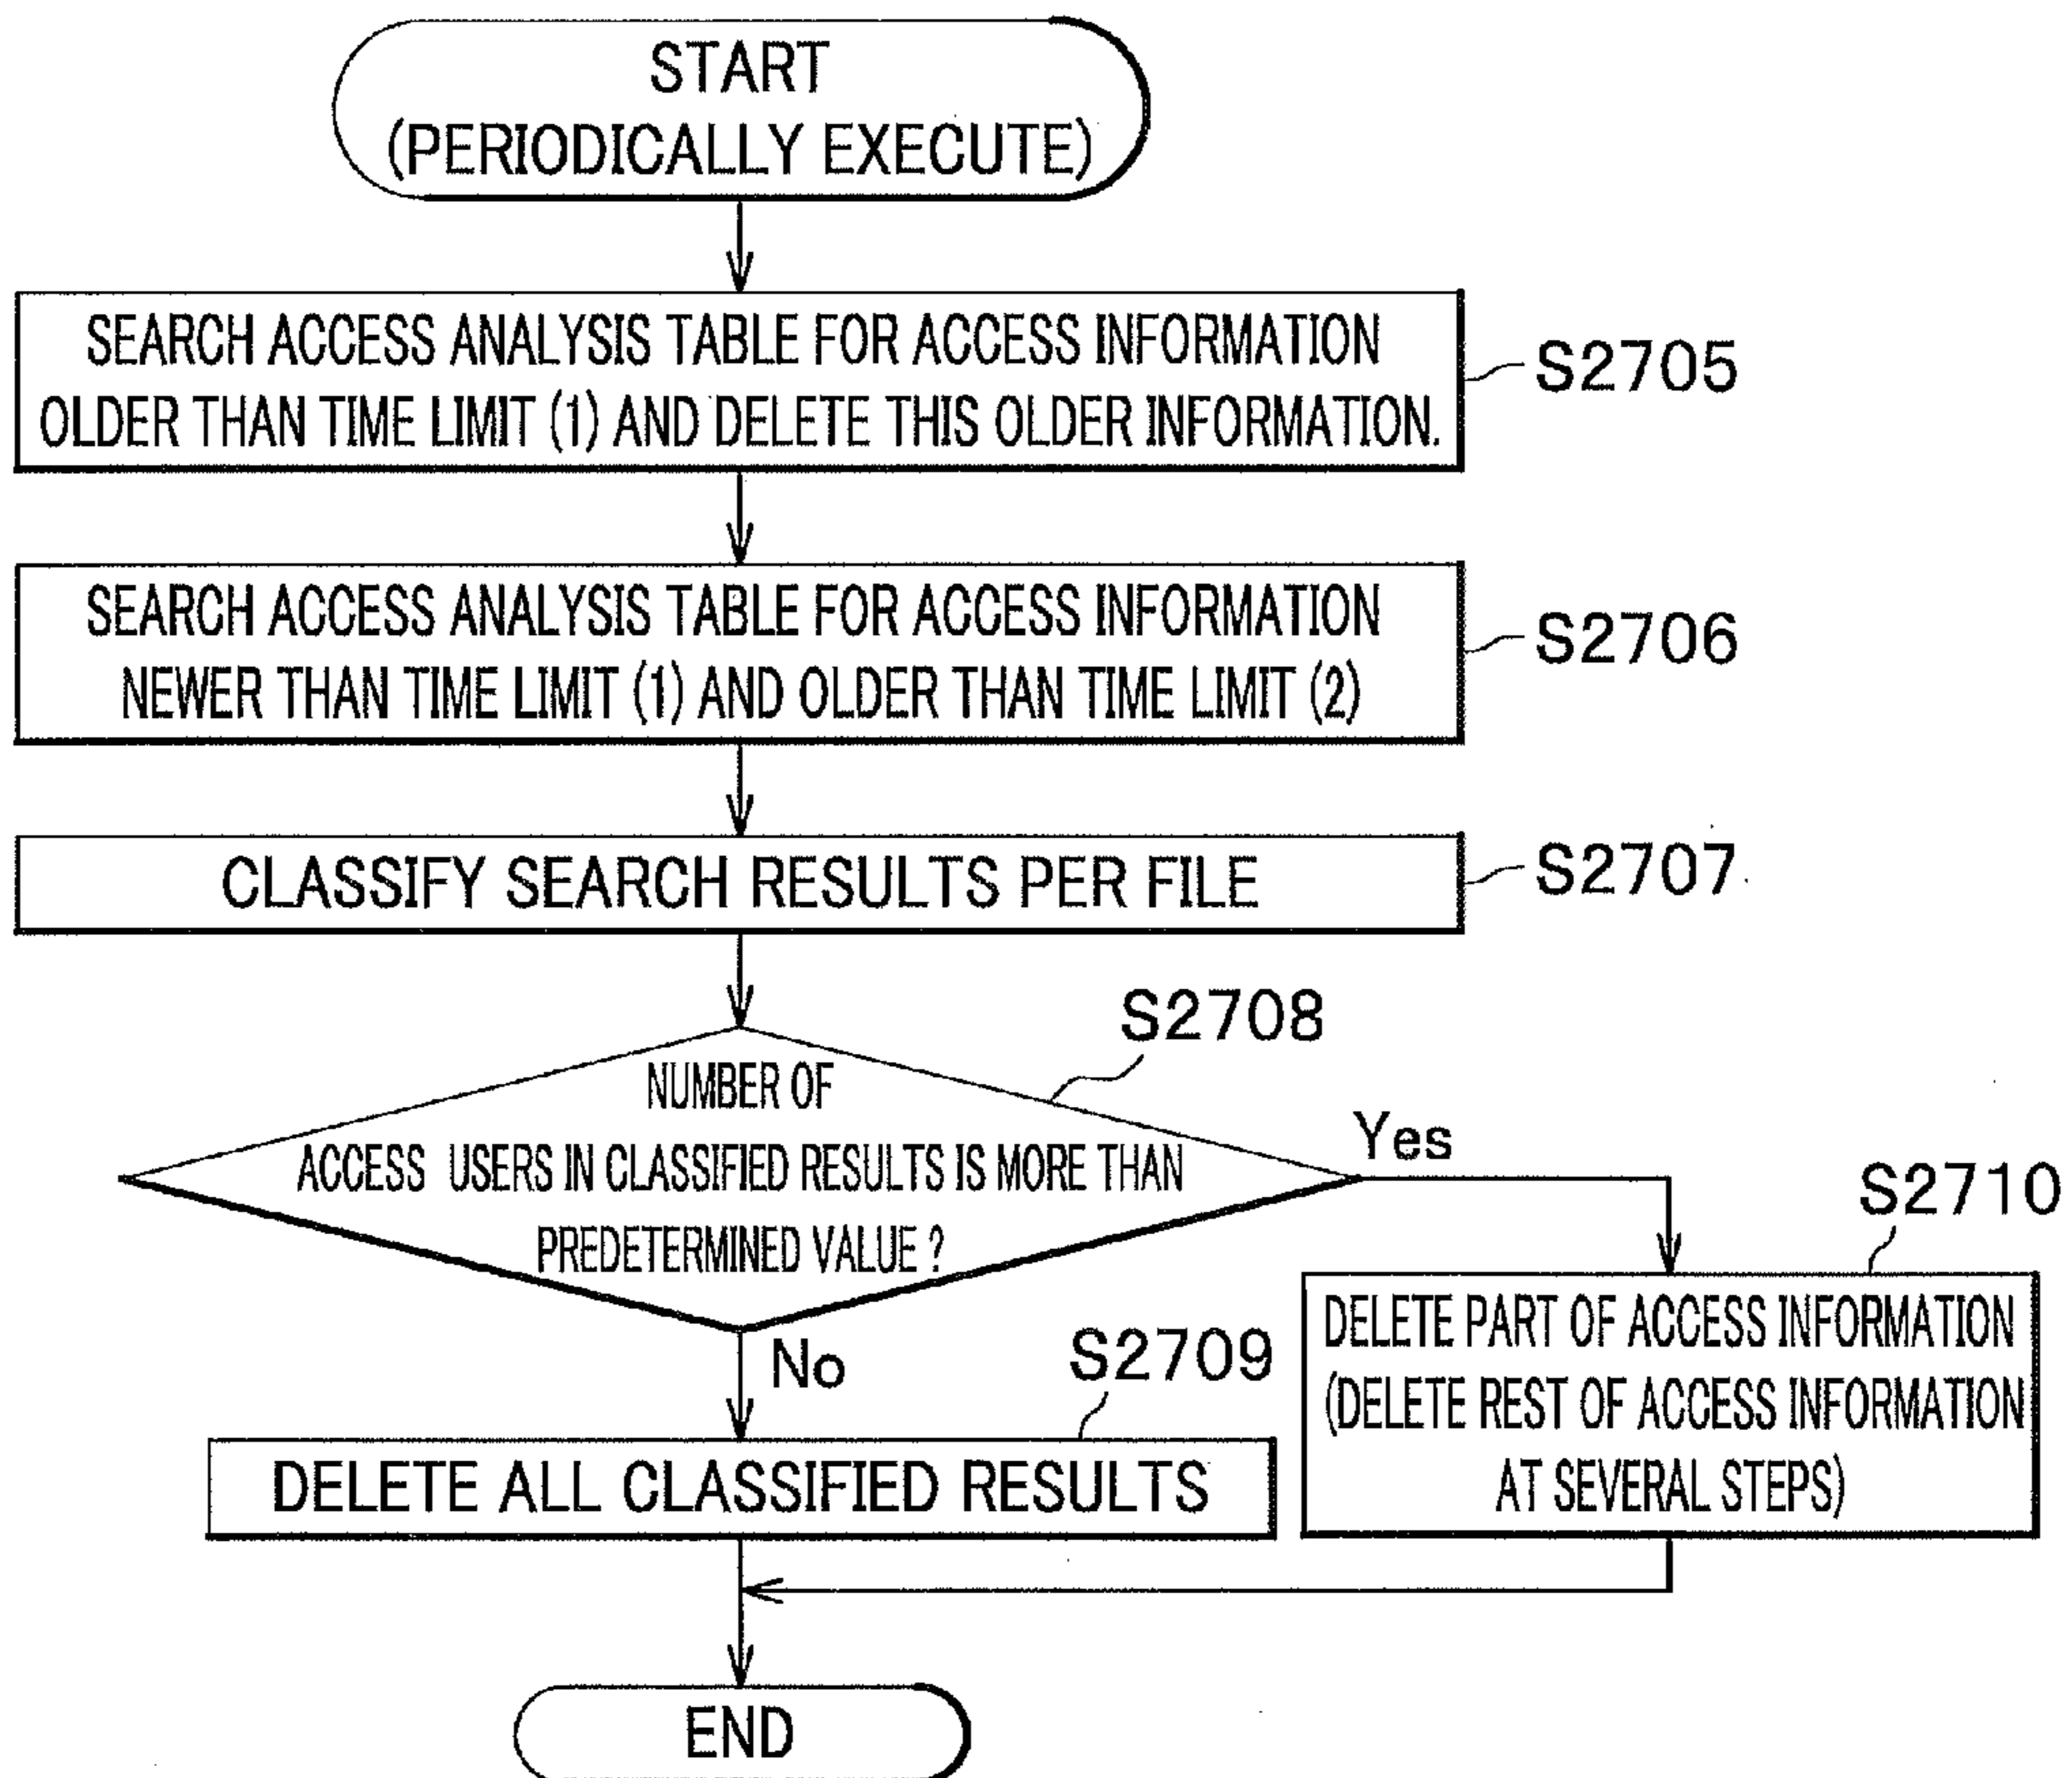 START
(PERIODICALLY EXECUTE)
SEARCH ACCESS ANALYSIS TABLE FOR ACCESS INFORMATION
OLDER THAN TIME LIMIT (1) AND DELETE THIS OLDER INFORMATION.
S2705
SEARCH ACCESS ANALYSIS TABLE FOR ACCESS INFORMATION
NEWER THAN TIME LIMIT (1) AND OLDER THAN TIME LIMIT (2)
S2706
CLASSIFY SEARCH RESULTS PER FILE
S2707
S2708
NUMBER OF
ACCESS USERS IN CLASSIFIED RESULTS IS MORE THAN
PREDETERMINED VALUE ?
Yes
No
S2709
DELETE ALL CLASSIFIED RESULTS
S2710
DELETE PART OF ACCESS INFORMATION
(DELETE REST OF ACCESS INFORMATION
AT SEVERAL STEPS)
END